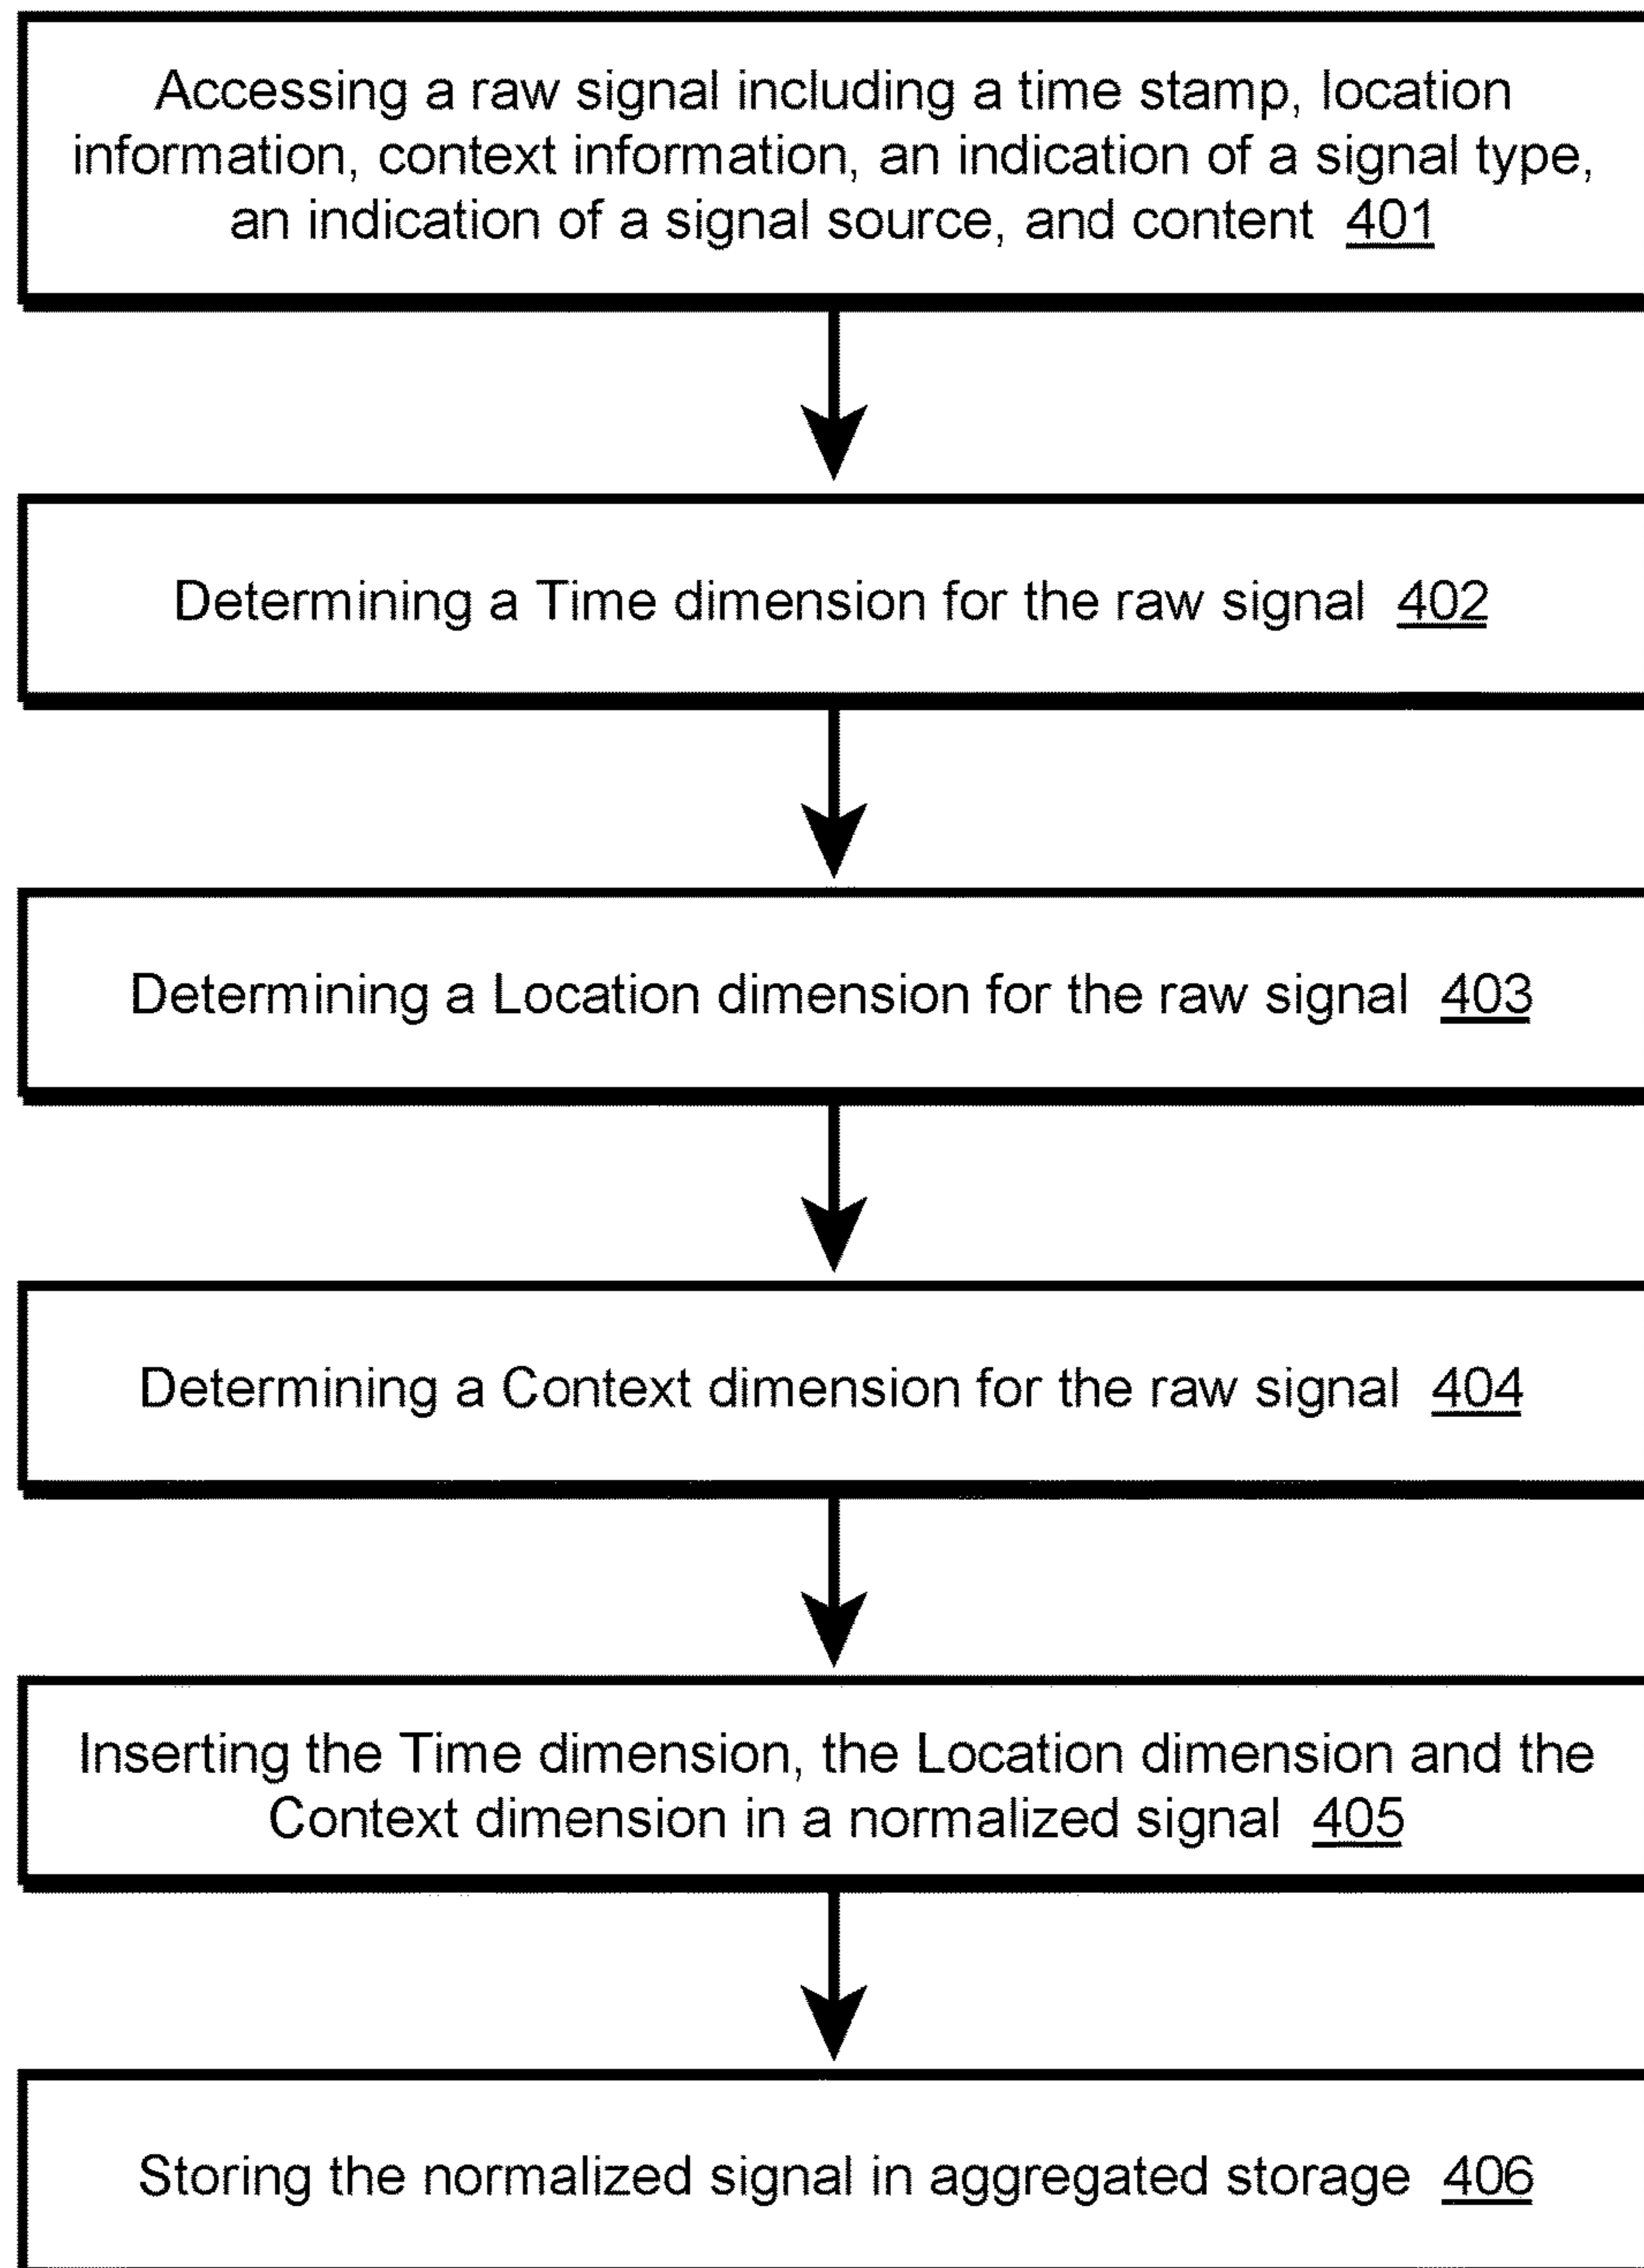 Accessing a raw signal including a time stamp, location
information, context information, an indication of a signal type,
an indication of a signal source, and content 401
Determining a Time dimension for the raw signal 402
Determining a Location dimension for the raw signal 403
Determining a Context dimension for the raw signal 404
Inserting the Time dimension, the Location dimension and the
Context dimension in a normalized signal 405
Storing the normalized signal in aggregated storage 406